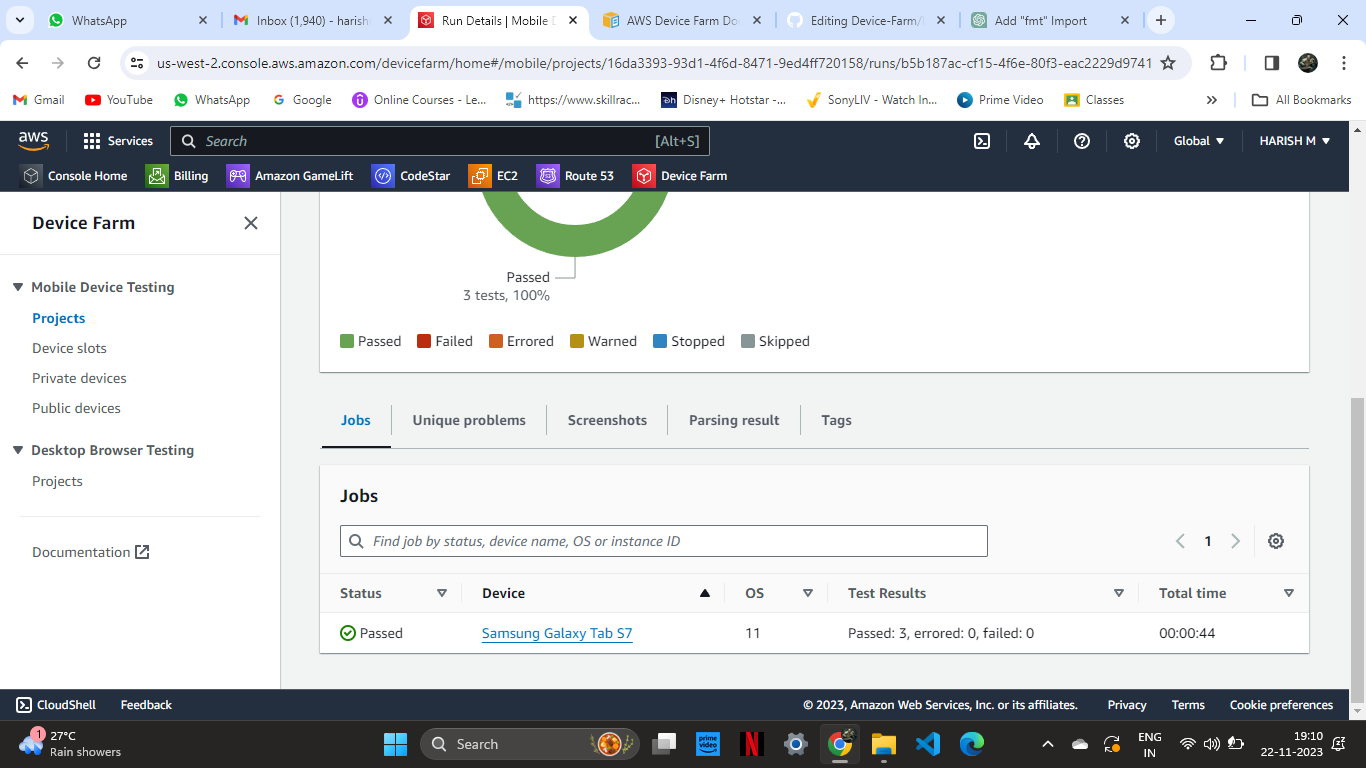 WhatsApp
Inbox (1,940) - harish
Run Details | Mobile D
AWS Device Farm Do
Editing Device-Farm/
Add "fmt" Import
us-west-2.console.aws.amazon.com/devicefarm/home#/mobile/projects/16da3393-93d1-4f6d-8471-9ed4ff720158/runs/b5b187ac-cf15-4f6e-80f3-eac2229d9741
Gmail
YouTube
WhatsApp
Google
Online Courses - Le...
https://www.skillrac...
Disney+ Hotstar -...
SonyLIV - Watch In...
Prime Video
Classes
All Bookmarks
aws
Services
Search
[Alt+S]
Global
HARISH M
Console Home
Billing
Amazon GameLift
CodeStar
EC2
Route 53
Device Farm
Device Farm
Mobile Device Testing
Projects
Device slots
Private devices
Public devices
Desktop Browser Testing
Projects
Documentation
Passed
3 tests, 100%
Passed
Failed
Errored
Warned
Stopped
Skipped
Jobs
Unique problems
Screenshots
Parsing result
Tags
Jobs
Find job by status, device name, OS or instance ID
1
Status
Device
OS
Test Results
Total time
Passed
Samsung Galaxy Tab S7
11
Passed: 3, errored: 0, failed: 0
00:00:44
CloudShell
Feedback
© 2023, Amazon Web Services, Inc. or its affiliates.
Privacy
Terms
Cookie preferences
1
27°C
Rain showers
Search
prime video
ENG
IN
19:10
22-11-2023